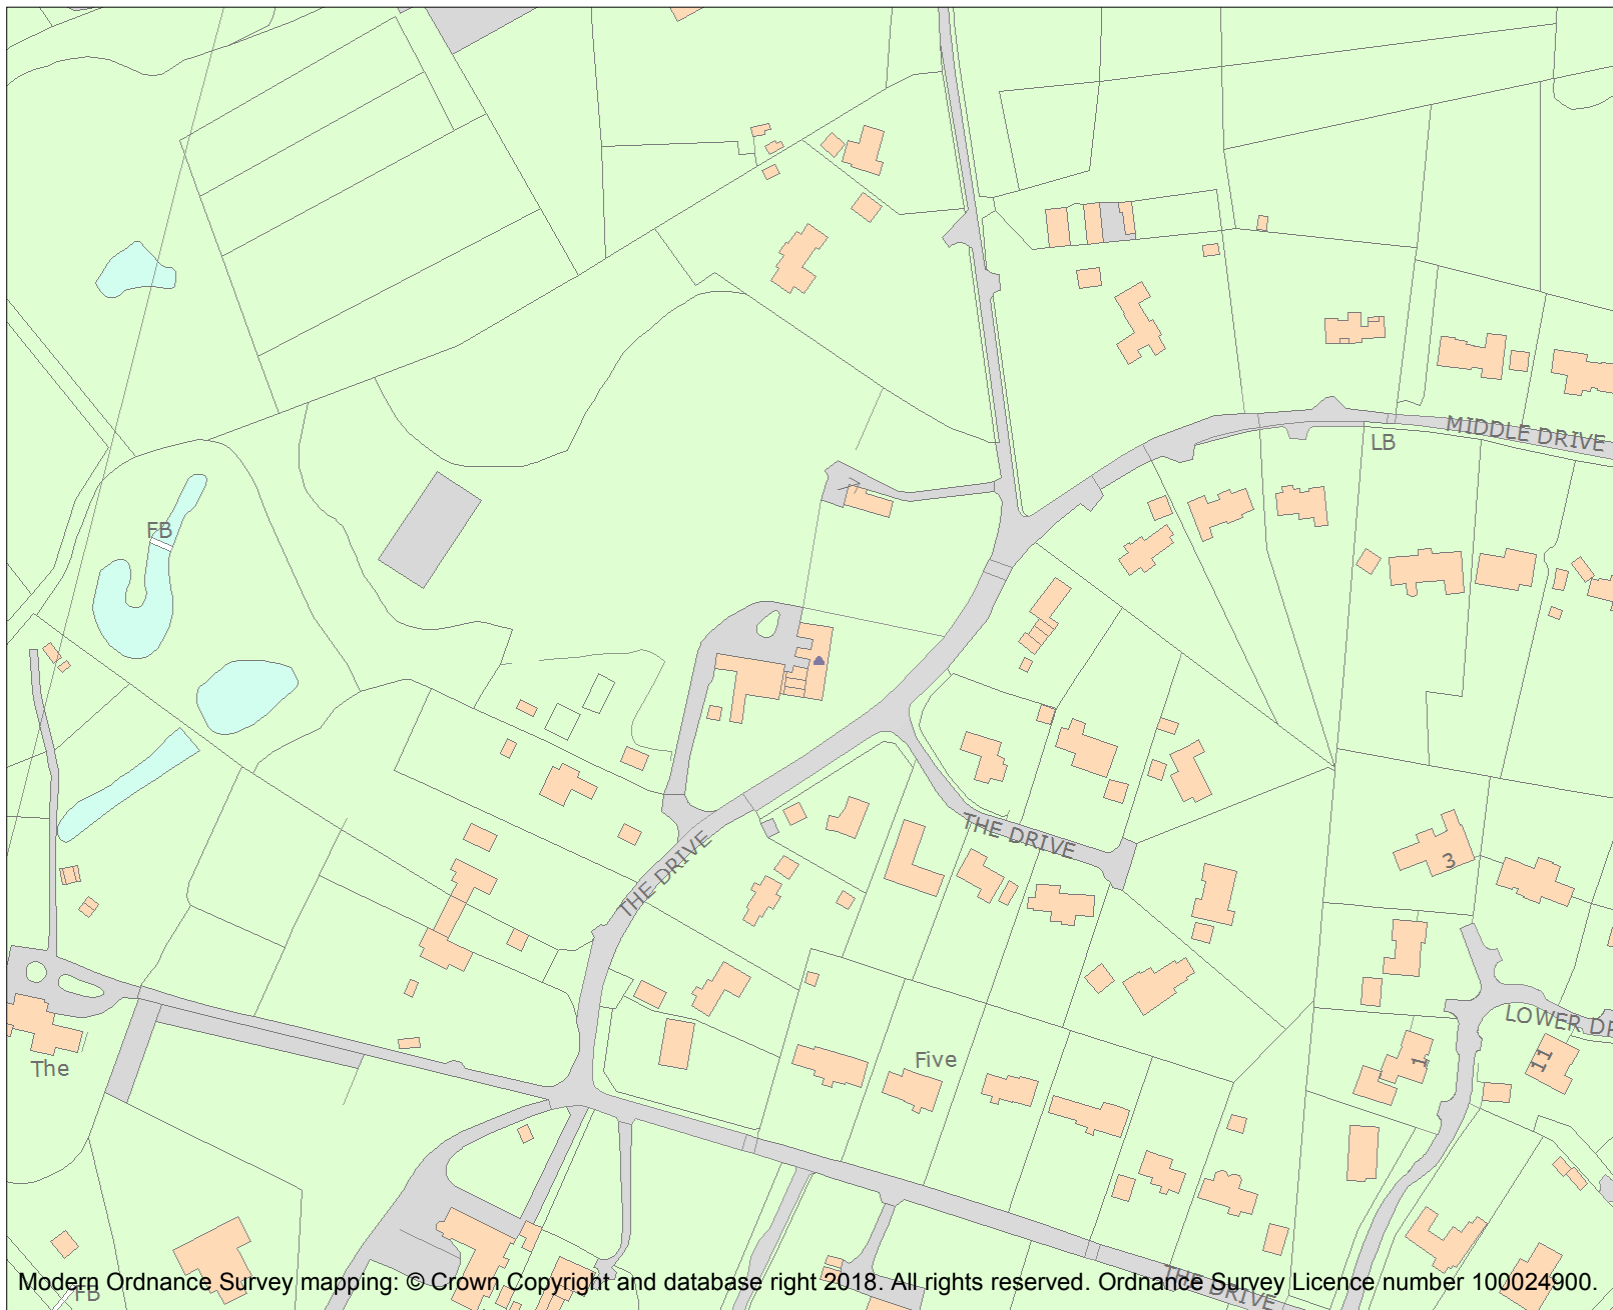 MIDDLE DRIVE
LB
FB
THE DRIVE
THE DRIVE
3
LOWER DR
The
Five
1
11
THE DRIVE
Modern Ordnance Survey mapping: © Crown Copyright and database right 2018. All rights reserved. Ordnance Survey Licence number 100024900.
FB